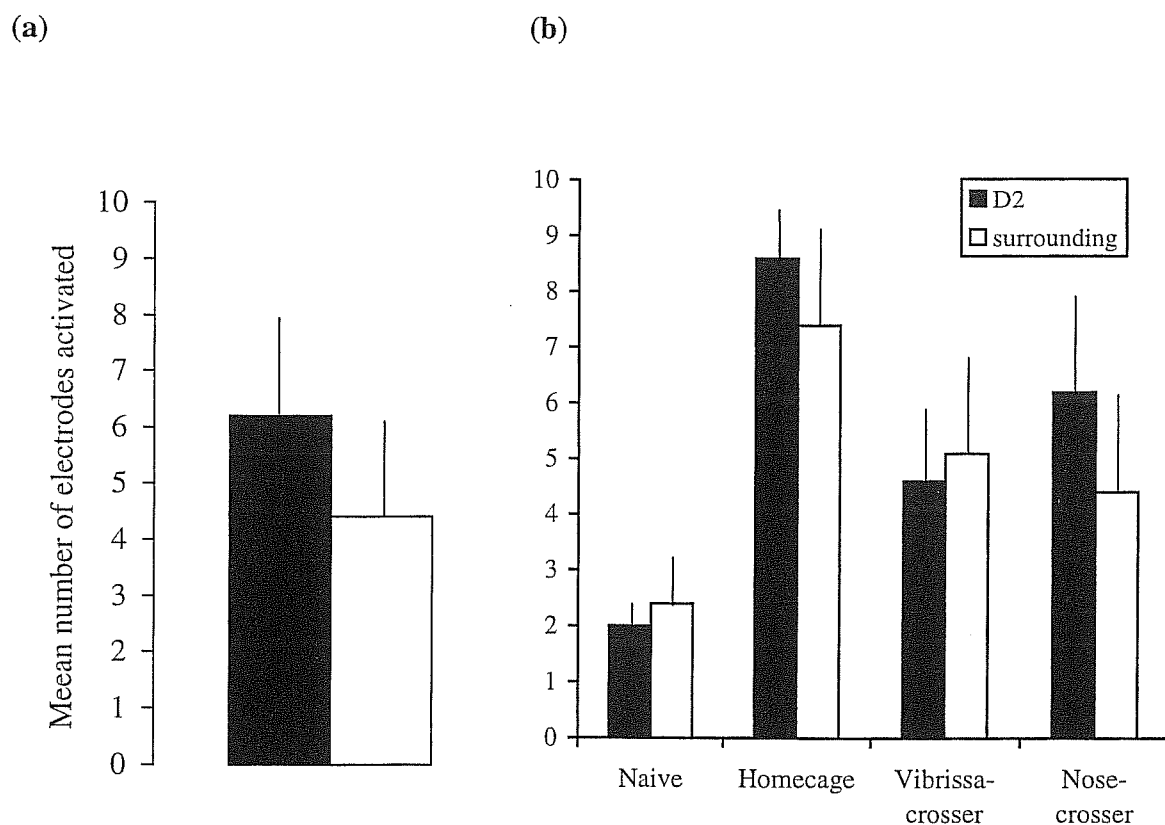 (a)
Meean number of electrodes activated
10
9
8
7
6
5
4
3
2
1
0
(b)
10
9
8
7
6
5
4
3
2
1
0
D2
surrounding
Naive
Homecage
Vibrissa-
crosser
Nose-
crosser